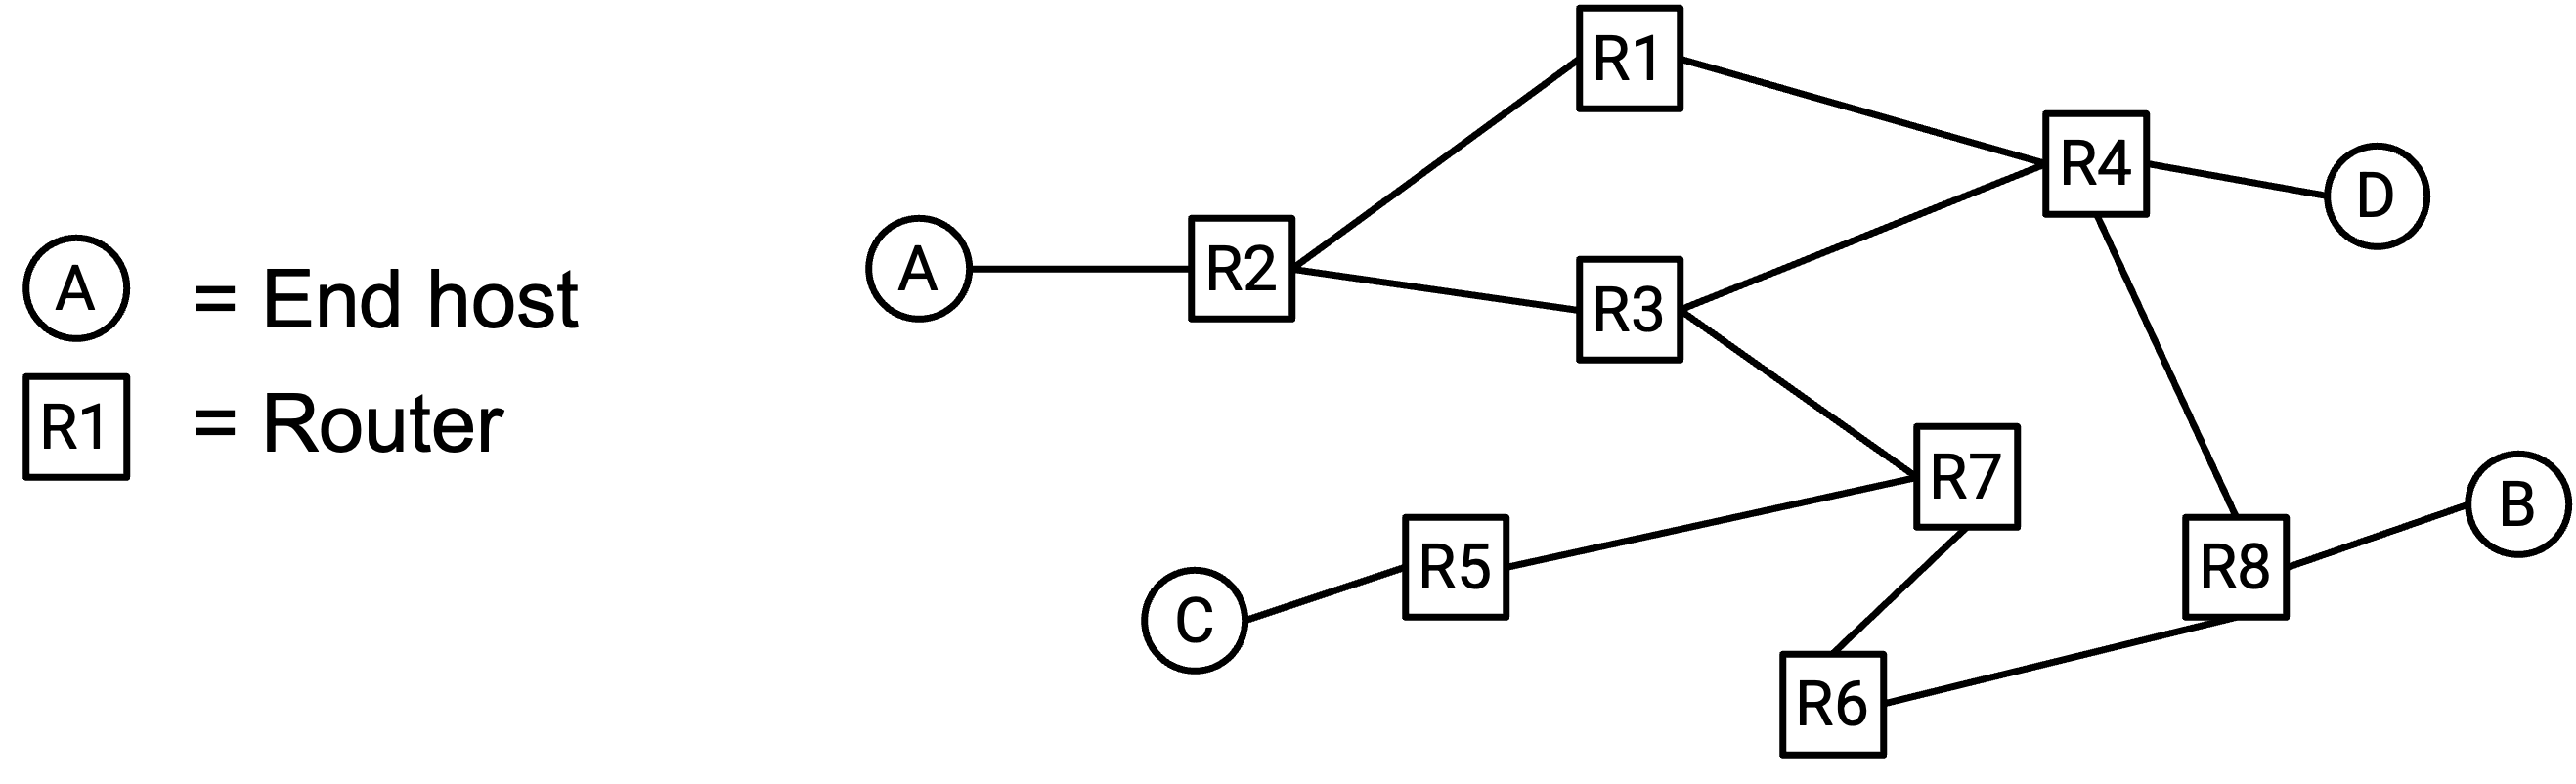 A = End host
R1 = Router
R1
R4
D
A
R2
R3
R7
B
R5
R8
C
R6